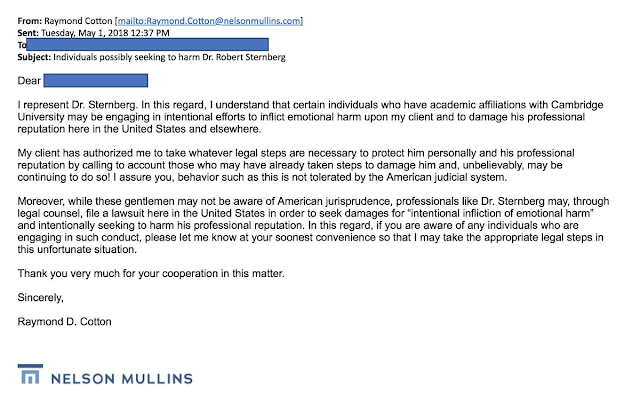 From: Raymond Cotton [mailto:Raymond.Cotton@nelsonmullins.com]
Sent: Tuesday, May 1, 2018 12:37 PM
To
Subject: Individuals possibly seeking to harm Dr. Robert Sternberg
Dear
I represent Dr. Sternberg. In this regard, I understand that certain individuals who have academic affiliations with Cambridge
University may be engaging in intentional efforts to inflict emotional harm upon my client and to damage his professional
reputation here in the United States and elsewhere.
My client has authorized me to take whatever legal steps are necessary to protect him personally and his professional
reputation by calling to account those who may have already taken steps to damage him and, unbelievably, may be
continuing to do so! I assure you, behavior such as this is not tolerated by the American judicial system.
Moreover, while these gentlemen may not be aware of American jurisprudence, professionals like Dr. Sternberg may, through
legal counsel, file a lawsuit here in the United States in order to seek damages for “intentional infliction of emotional harm”
and intentionally seeking to harm his professional reputation. In this regard, if you are aware of any individuals who are
engaging in such conduct, please let me know at your soonest convenience so that I may take the appropriate legal steps in
this unfortunate situation.
Thank you very much for your cooperation in this matter.
Sincerely,
Raymond D. Cotton
NELSON MULLINS